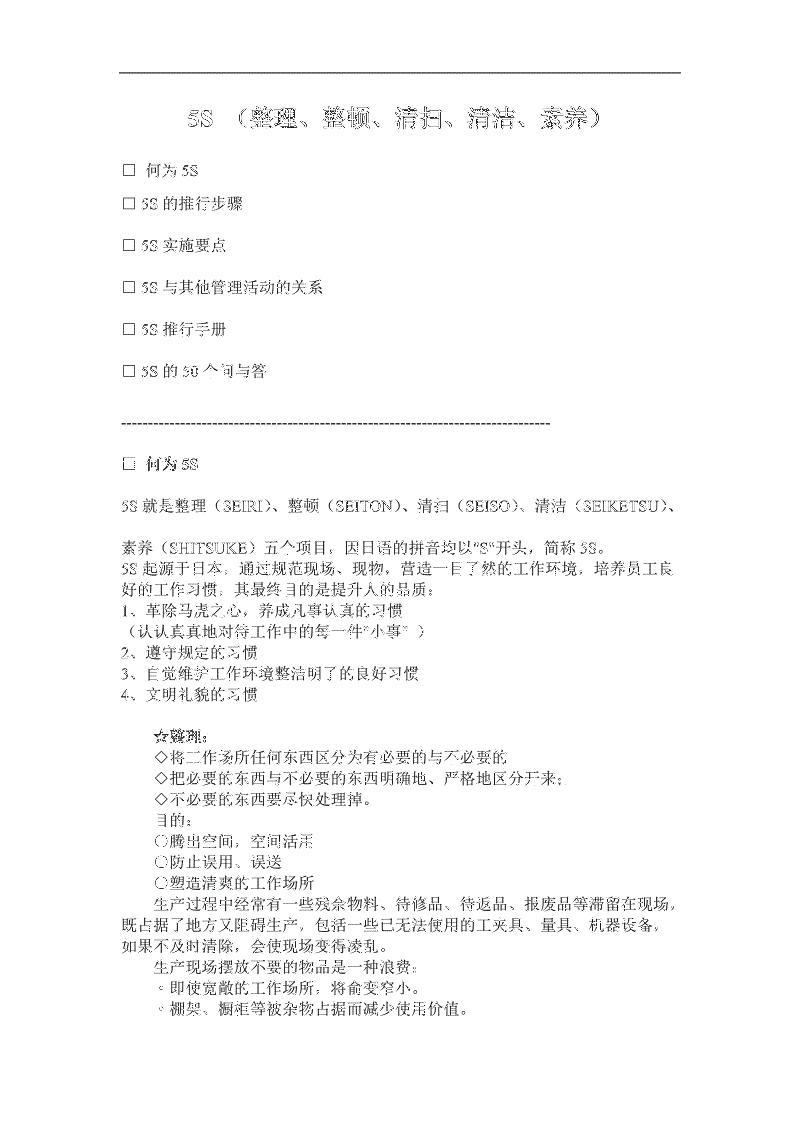 5S （整理、整顿、清扫、清洁、素养）
□ 何为 5S
□ 5S 的推行步骤
□ 5S 实施要点
□ 5S 与其他管理活动的关系
□ 5S 推行手册
□ 5S 的 50 个问与答
--------------------------------------------------------------------------------
□ 何为 5S
5S 就是整理（SEIRI）、整顿（SEITON）、清扫（SEISO）、清洁（SEIKETSU）、
素养（SHITSUKE）五个项目，因日语的拼音均以"S"开头，简称 5S。
5S 起源于日本，通过规范现场、现物，营造一目了然的工作环境，培养员工良
好的工作习惯，其最终目的是提升人的品质：
1、革除马虎之心，养成凡事认真的习惯
（认认真真地对待工作中的每一件"小事" ）
2、遵守规定的习惯
3、自觉维护工作环境整洁明了的良好习惯
4、文明礼貌的习惯
☆整理：
◇将工作场所任何东西区分为有必要的与不必要的
◇把必要的东西与不必要的东西明确地、严格地区分开来；
◇不必要的东西要尽快处理掉。
目的：
○腾出空间，空间活用
○防止误用、误送
○塑造清爽的工作场所
生产过程中经常有一些残余物料、待修品、待返品、报废品等滞留在现场，
既占据了地方又阻碍生产，包括一些已无法使用的工夹具、量具、机器设备，
如果不及时清除，会使现场变得凌乱。
生产现场摆放不要的物品是一种浪费：
◦ 即使宽敞的工作场所，将俞变窄小。
◦ 棚架、橱柜等被杂物占据而减少使用价值。